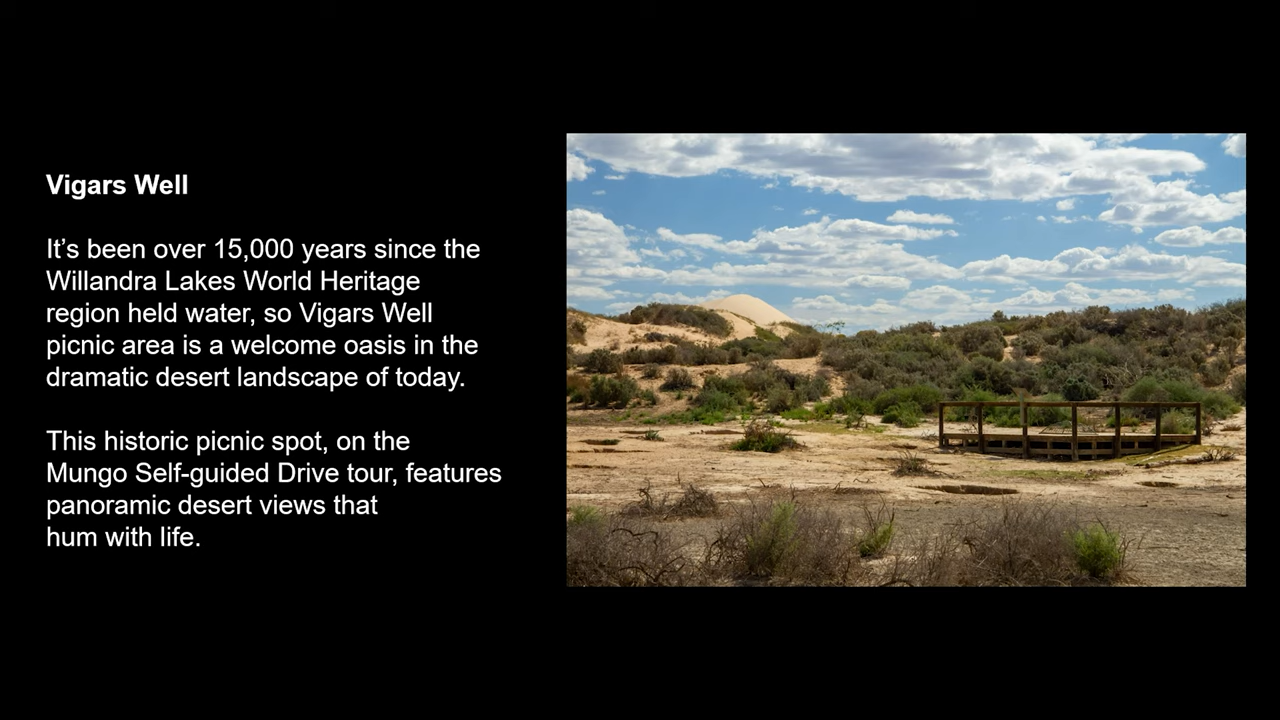 Vigars Well
It’s been over 15,000 years since the
Willandra Lakes World Heritage
region held water, so Vigars Well
picnic area is a welcome oasis in the
dramatic desert landscape of today.
This historic picnic spot, on the
Mungo Self-guided Drive tour, features
panoramic desert views that
hum with life.